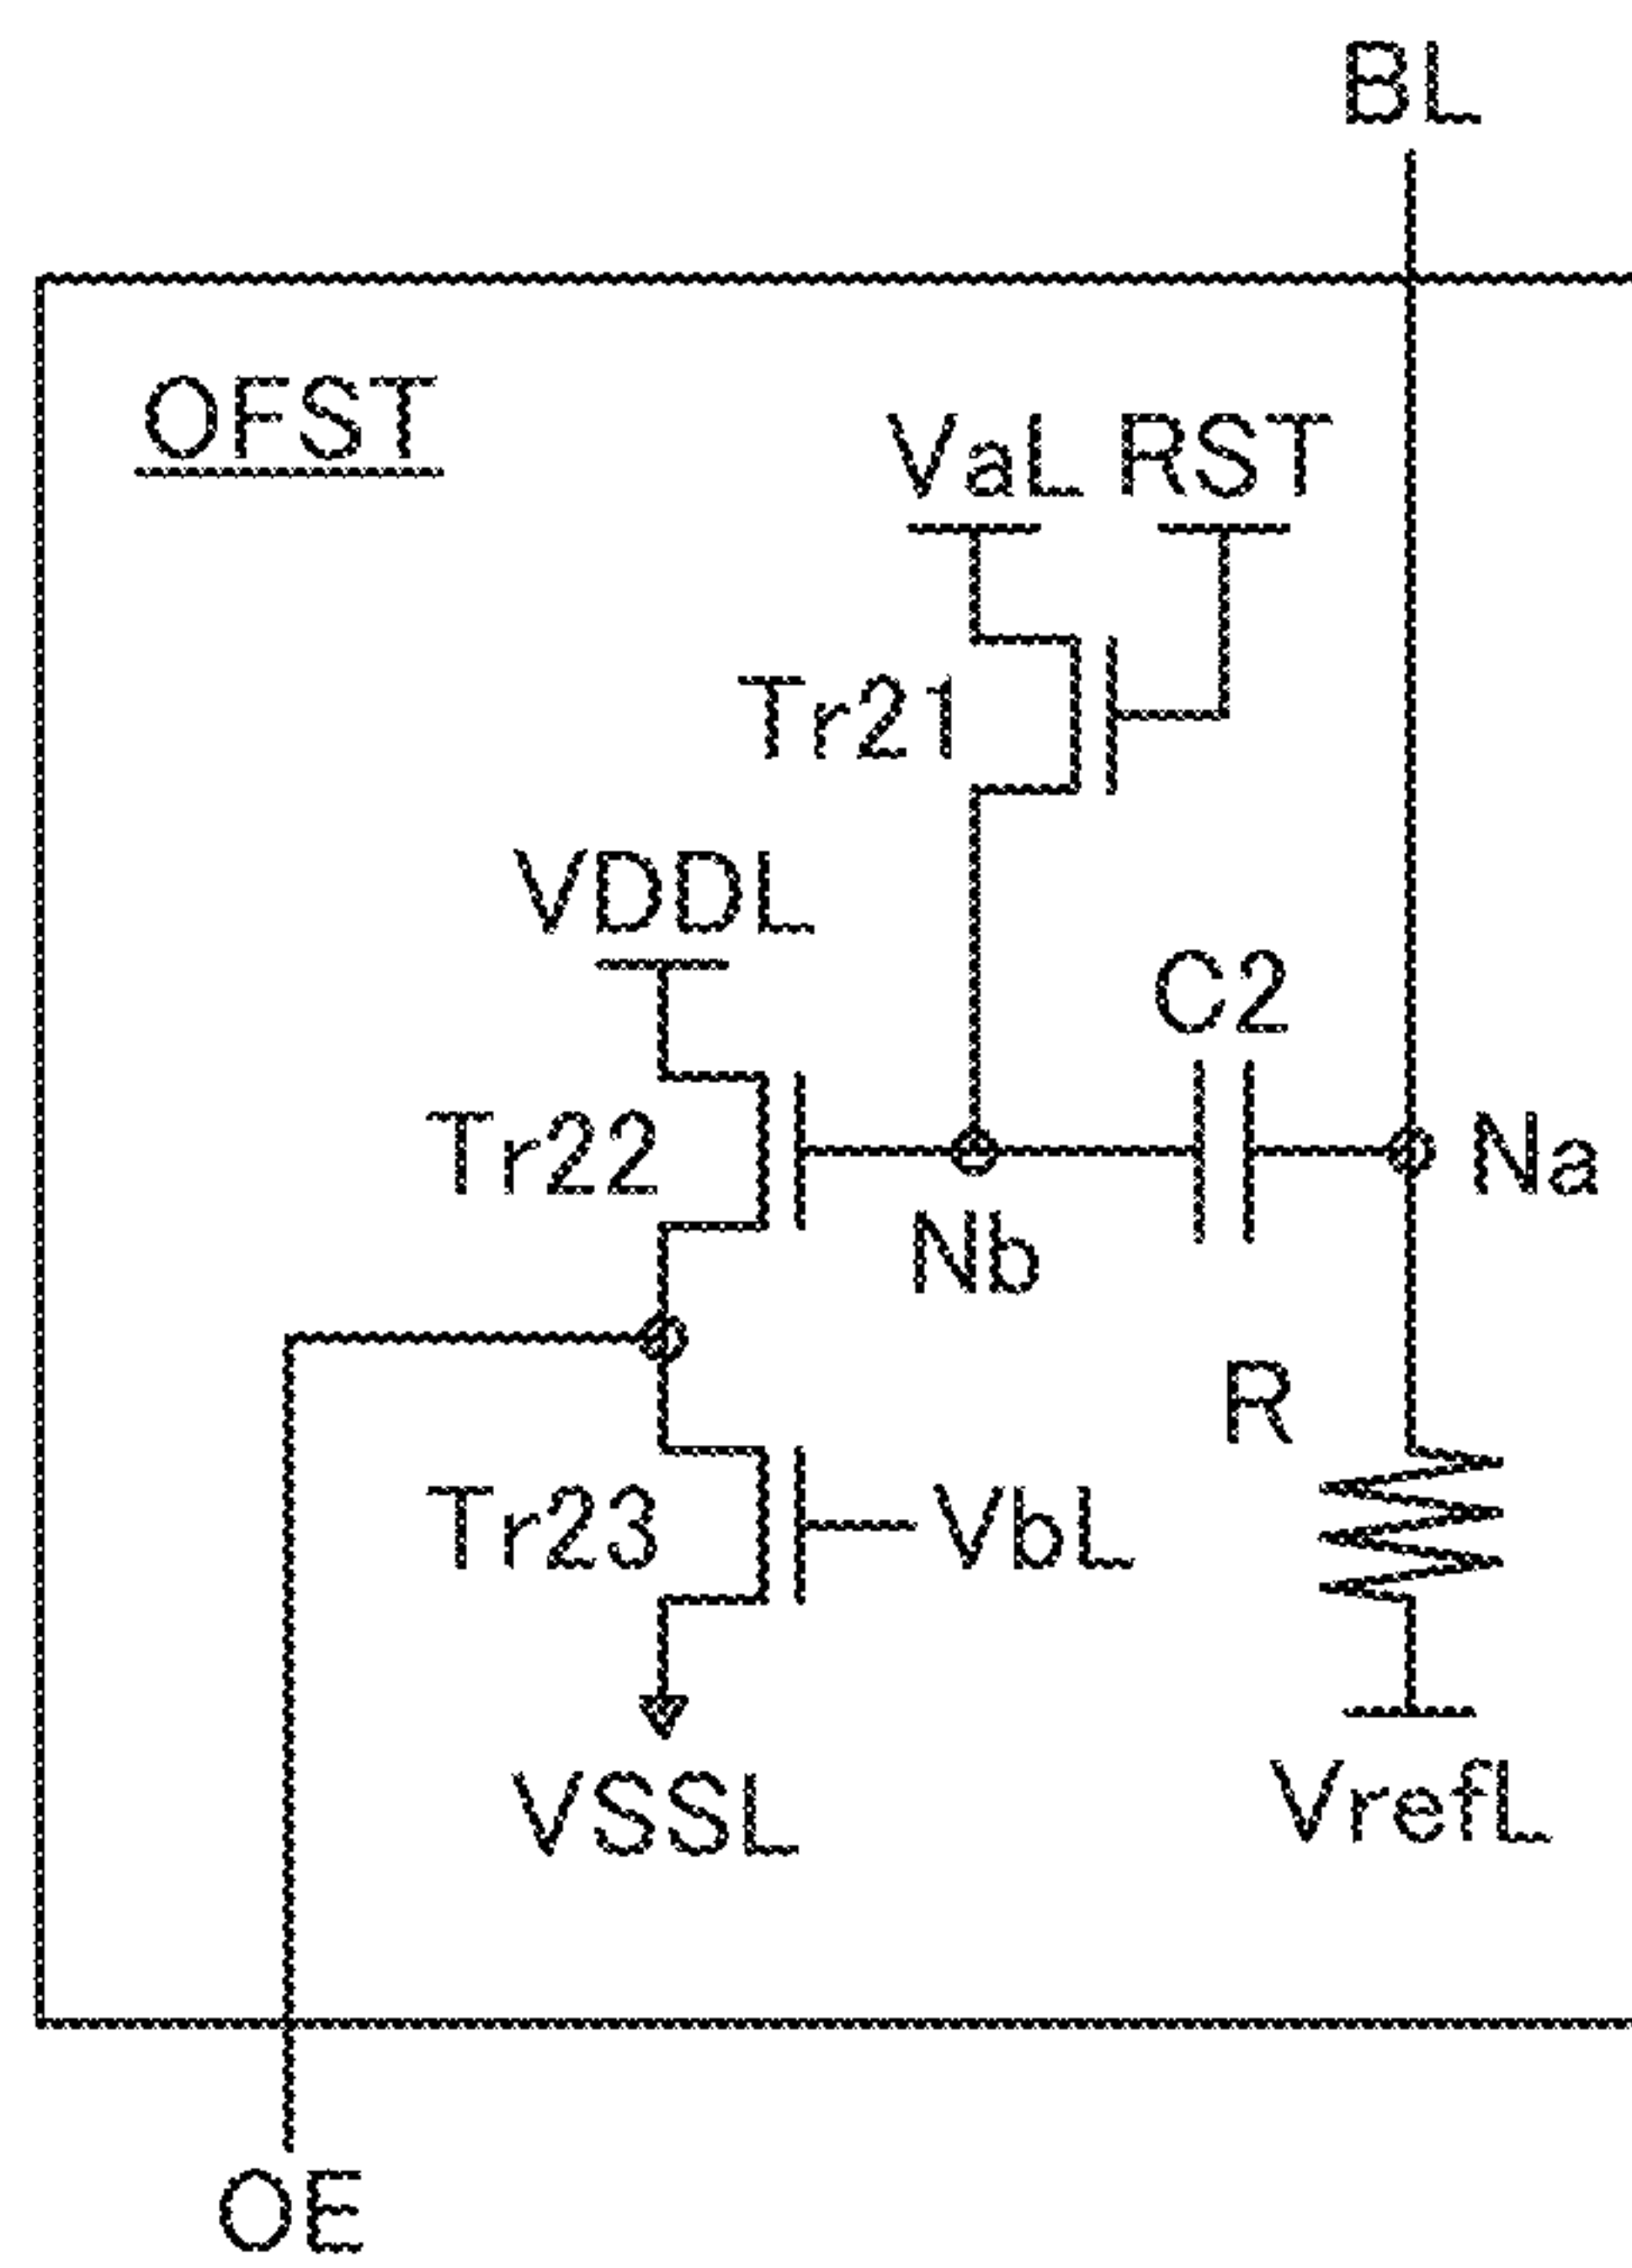 BL
OFST
VaL RST
Tr21
VDDL
C2
Tr22
Na
Nb
R
Tr23
VbL
VSSL
VrefL
OE